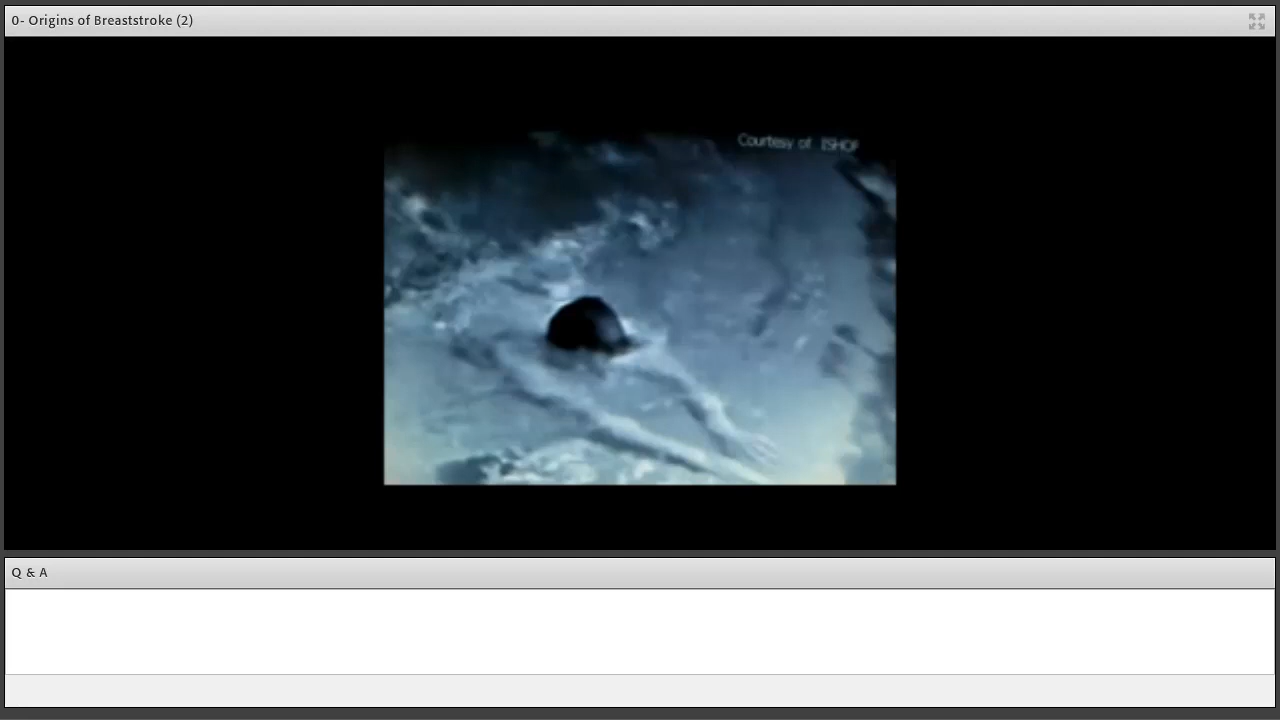 0- Origins of Breaststroke (2)
Courtesy of ISHOF
Q & A